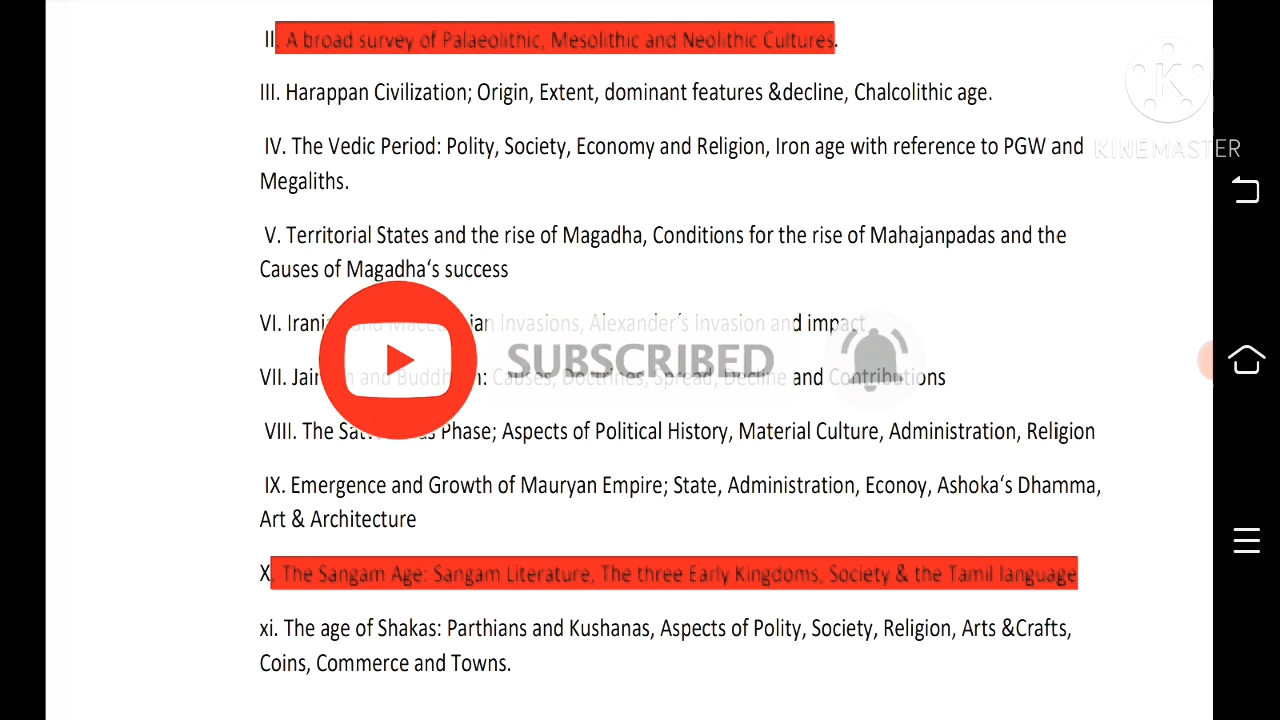 II. A broad survey of Palaeolithic, Mesolithic and Neolithic Cultures.
III. Harappan Civilization; Origin, Extent, dominant features &decline, Chalcolithic age.
IV. The Vedic Period: Polity, Society, Economy and Religion, Iron age with reference to PGW and
Megaliths.
V. Territorial States and the rise of Magadha, Conditions for the rise of Mahajanpadas and the
Causes of Magadha‘s success
VI. Invasions, Alexander´s Invasion and impact
VII. and Causes, Doctrines, Spread, Decline and Contributions
VIII. The Phase; Aspects of Political History, Material Culture, Administration, Religion
IX. Emergence and Growth of Mauryan Empire; State, Administration, Econoy, Ashoka‘s Dhamma,
Art & Architecture
X. The Sangam Age: Sangam Literature, The three Early Kingdoms, Society & the Tamil language
xi. The age of Shakas: Parthians and Kushanas, Aspects of Polity, Society, Religion, Arts &Crafts,
Coins, Commerce and Towns.
SUBSCRIBED
K
KINEMASTER